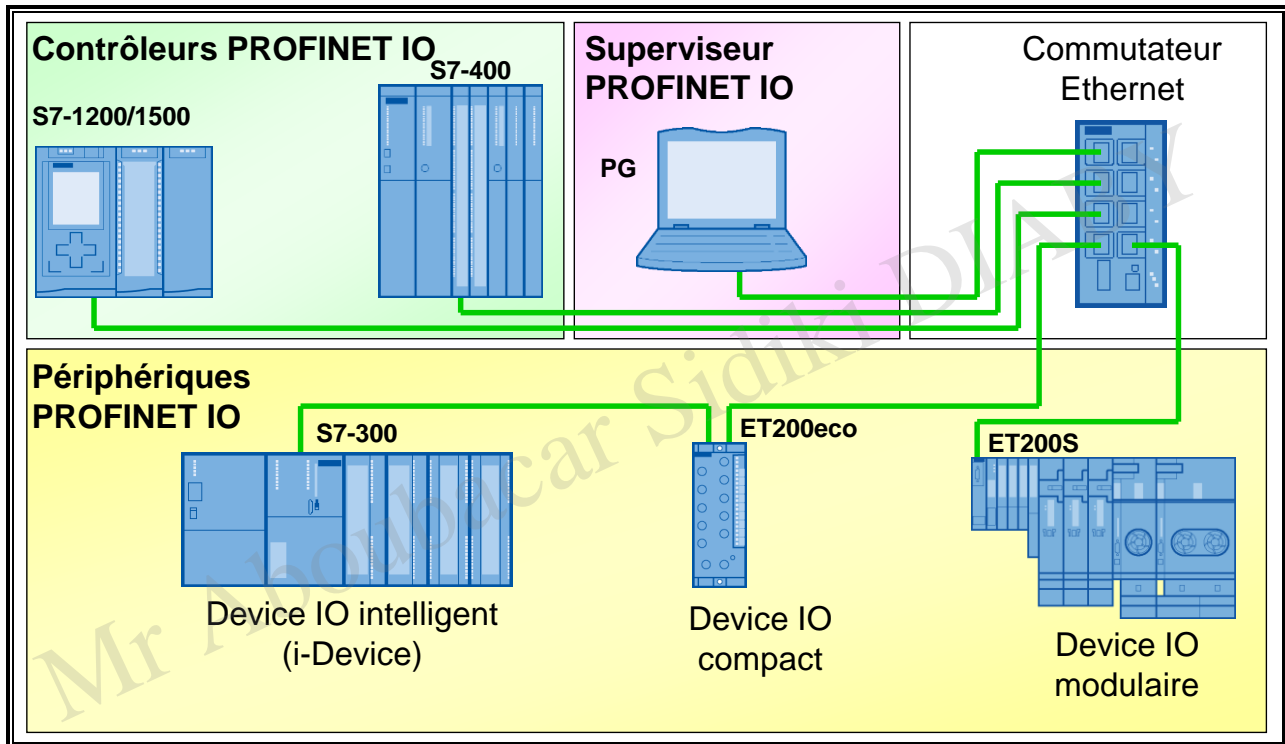 Contrôleurs PROFINET IO
S7-400
S7-1200/1500
Superviseur
PROFINET IO
PG
Commutateur
Ethernet
Périphériques
PROFINET IO
S7-300
Device IO intelligent
(i-Device)
ET200eco
Device IO
compact
ET200S
Device IO
modulaire
Mr Aboubacar Sidiki DIABY